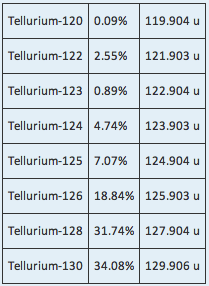 Tellurium-120 0.09% 119.904 u
Tellurium-122 2.55% 121.903 u
Tellurium-123 0.89% 122.904 u
Tellurium-124 4.74% 123.903 u
Tellurium-125 7.07% 124.904 u
Tellurium-126 18.84% 125.903 u
Tellurium-128 31.74% 127.904 u
Tellurium-130 34.08% 129.906 u